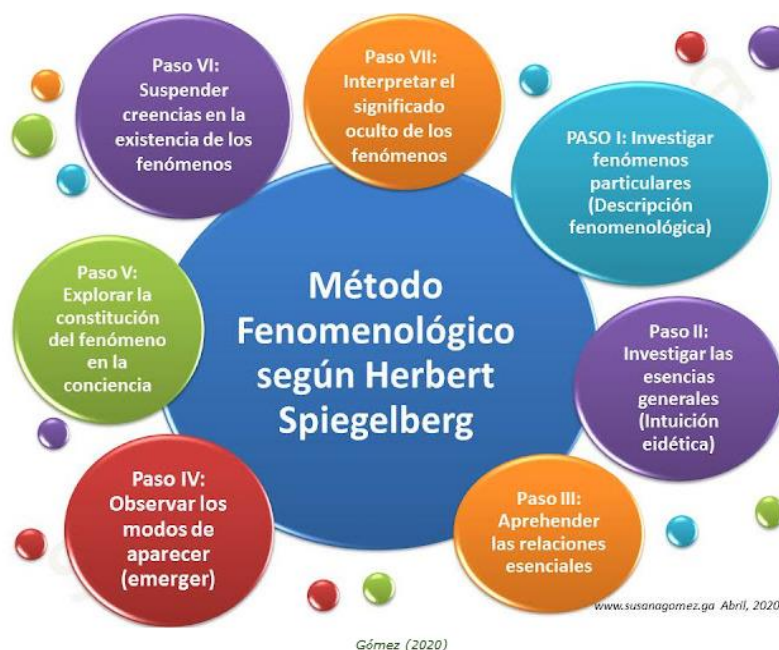 Método
Fenomenológico
según Herbert
Spiegelberg
PASO I: Investigar
fenómenos
particulares
(Descripción
fenomenológica)
Paso II:
Investigar las
esencias
generales
(Intuición
eidética)
Paso III:
Aprehender
las relaciones
esenciales
Paso IV:
Observar los
modos de
aparecer
(emerger)
Paso V:
Explorar la
constitución
del fenómeno
en la
conciencia
Paso VI:
Suspender
creencias en la
existencia de los
fenómenos
Paso VII:
Interpretar el
significado
oculto de los
fenómenos
www.susanagomez.ga Abril, 2020
Gómez (2020)